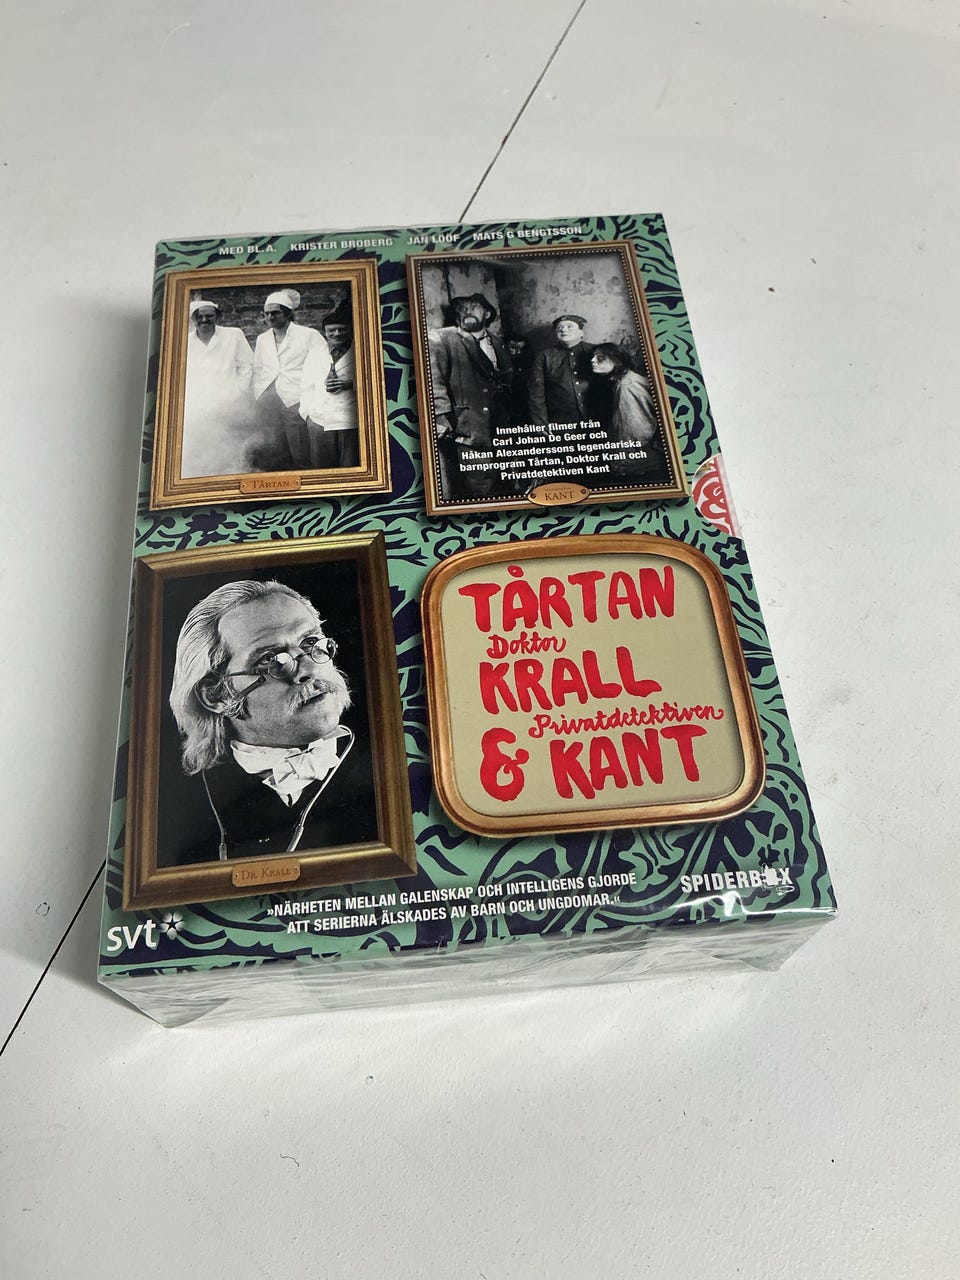 MED BL.A. KRISTER BROBERG JAN LÖÖF MATS G BENGTSSON
TÅRTAN
Innehåller filmer från
Carl Johan De Geer och
Håkan Alexanderssons legendariska
barnprogram Tårtan, Doktor Krall och
Privatdetektiven Kant
KANT
DR. KRALL
TÅRTAN
Doktor
KRALL
Privatdetektiven
& KANT
»NÄRHETEN MELLAN GALENSKAP OCH INTELLIGENS GJORDE
ATT SERIERNA ÄLSKADES AV BARN OCH UNGDOMAR.«
svt
SPIDERBOX